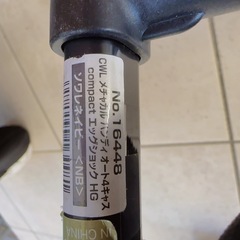 No.16448
CWL メチャカル ハンディ オート4キャス
compact エッグショック HG
ソワレネイビー <NB>
IN CHINA